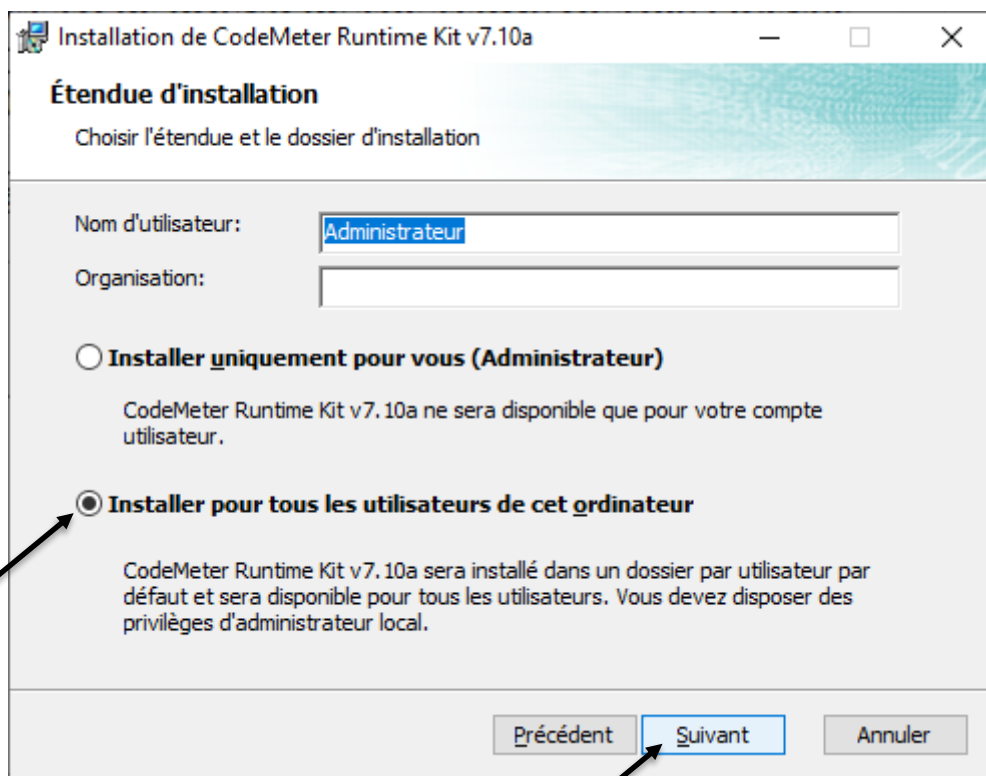 Installation de CodeMeter Runtime Kit v7.10a
Étendue d'installation
Choisir l'étendue et le dossier d'installation
Nom d'utilisateur:
Administrateur
Organisation:
Installer uniquement pour vous (Administrateur)
CodeMeter Runtime Kit v7.10a ne sera disponible que pour votre compte
utilisateur.
Installer pour tous les utilisateurs de cet ordinateur
CodeMeter Runtime Kit v7.10a sera installé dans un dossier par utilisateur par
défaut et sera disponible pour tous les utilisateurs. Vous devez disposer des
privilèges d'administrateur local.
Précédent
Suivant
Annuler